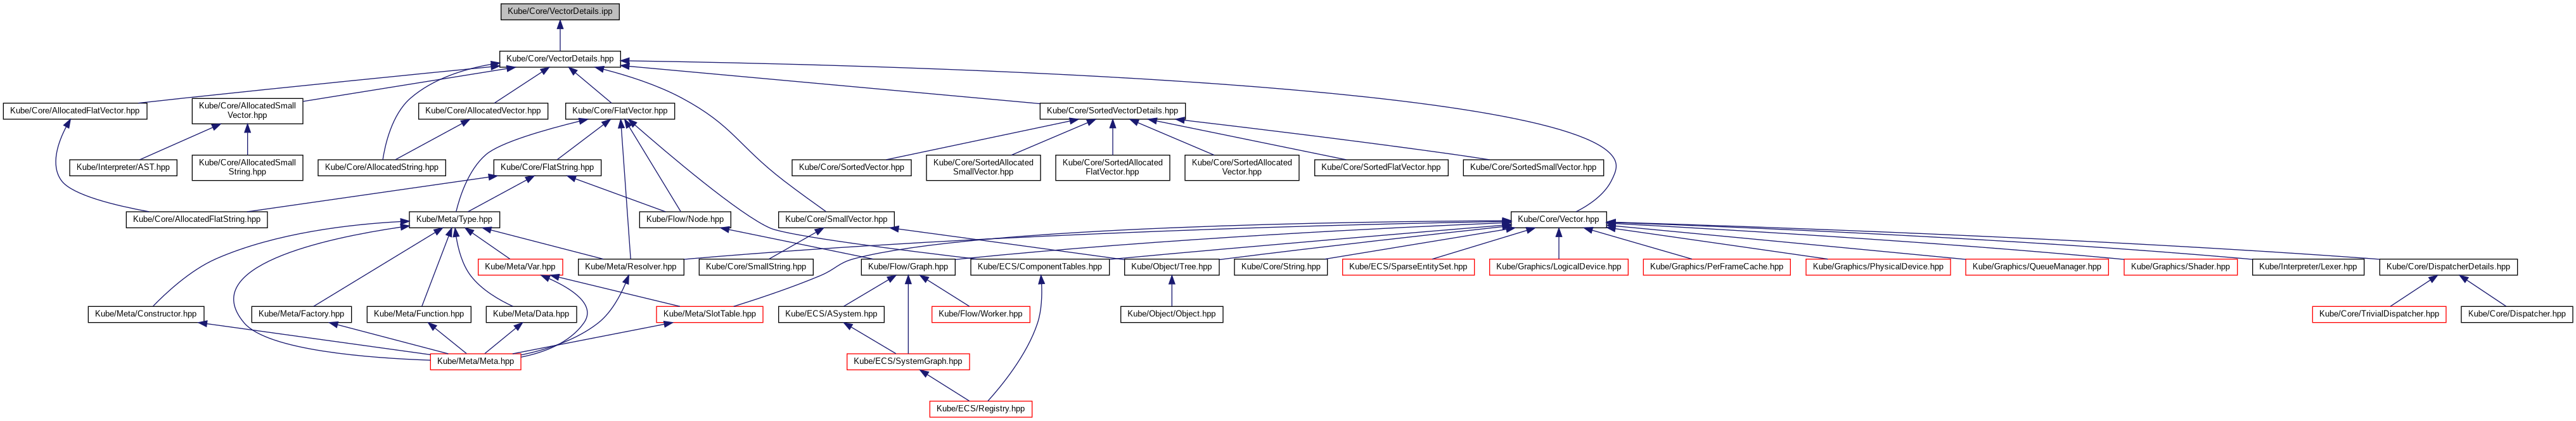 Kube/Core/VectorDetails.ipp
Kube/Core/VectorDetails.hpp
Kube/Core/AllocatedFlatVector.hpp
Kube/Core/AllocatedSmall
Vector.hpp
Kube/Core/AllocatedVector.hpp
Kube/Core/FlatVector.hpp
Kube/Core/SortedVectorDetails.hpp
Kube/Interpreter/AST.hpp
Kube/Core/AllocatedSmall
String.hpp
Kube/Core/AllocatedString.hpp
Kube/Core/FlatString.hpp
Kube/Core/SortedVector.hpp
Kube/Core/SortedAllocated
SmallVector.hpp
Kube/Core/SortedAllocated
FlatVector.hpp
Kube/Core/SortedAllocated
Vector.hpp
Kube/Core/SortedFlatVector.hpp
Kube/Core/SortedSmallVector.hpp
Kube/Core/AllocatedFlatString.hpp
Kube/Meta/Type.hpp
Kube/Flow/Node.hpp
Kube/Core/SmallVector.hpp
Kube/Core/Vector.hpp
Kube/Meta/Var.hpp
Kube/Meta/Resolver.hpp
Kube/Core/SmallString.hpp
Kube/Flow/Graph.hpp
Kube/ECS/ComponentTables.hpp
Kube/Object/Tree.hpp
Kube/Core/String.hpp
Kube/ECS/SparseEntitySet.hpp
Kube/Graphics/LogicalDevice.hpp
Kube/Graphics/PerFrameCache.hpp
Kube/Graphics/PhysicalDevice.hpp
Kube/Graphics/QueueManager.hpp
Kube/Graphics/Shader.hpp
Kube/Interpreter/Lexer.hpp
Kube/Core/DispatcherDetails.hpp
Kube/Meta/Constructor.hpp
Kube/Meta/Factory.hpp
Kube/Meta/Function.hpp
Kube/Meta/Data.hpp
Kube/Meta/SlotTable.hpp
Kube/ECS/ASystem.hpp
Kube/Flow/Worker.hpp
Kube/Object/Object.hpp
Kube/Core/TrivialDispatcher.hpp
Kube/Core/Dispatcher.hpp
Kube/Meta/Meta.hpp
Kube/ECS/SystemGraph.hpp
Kube/ECS/Registry.hpp